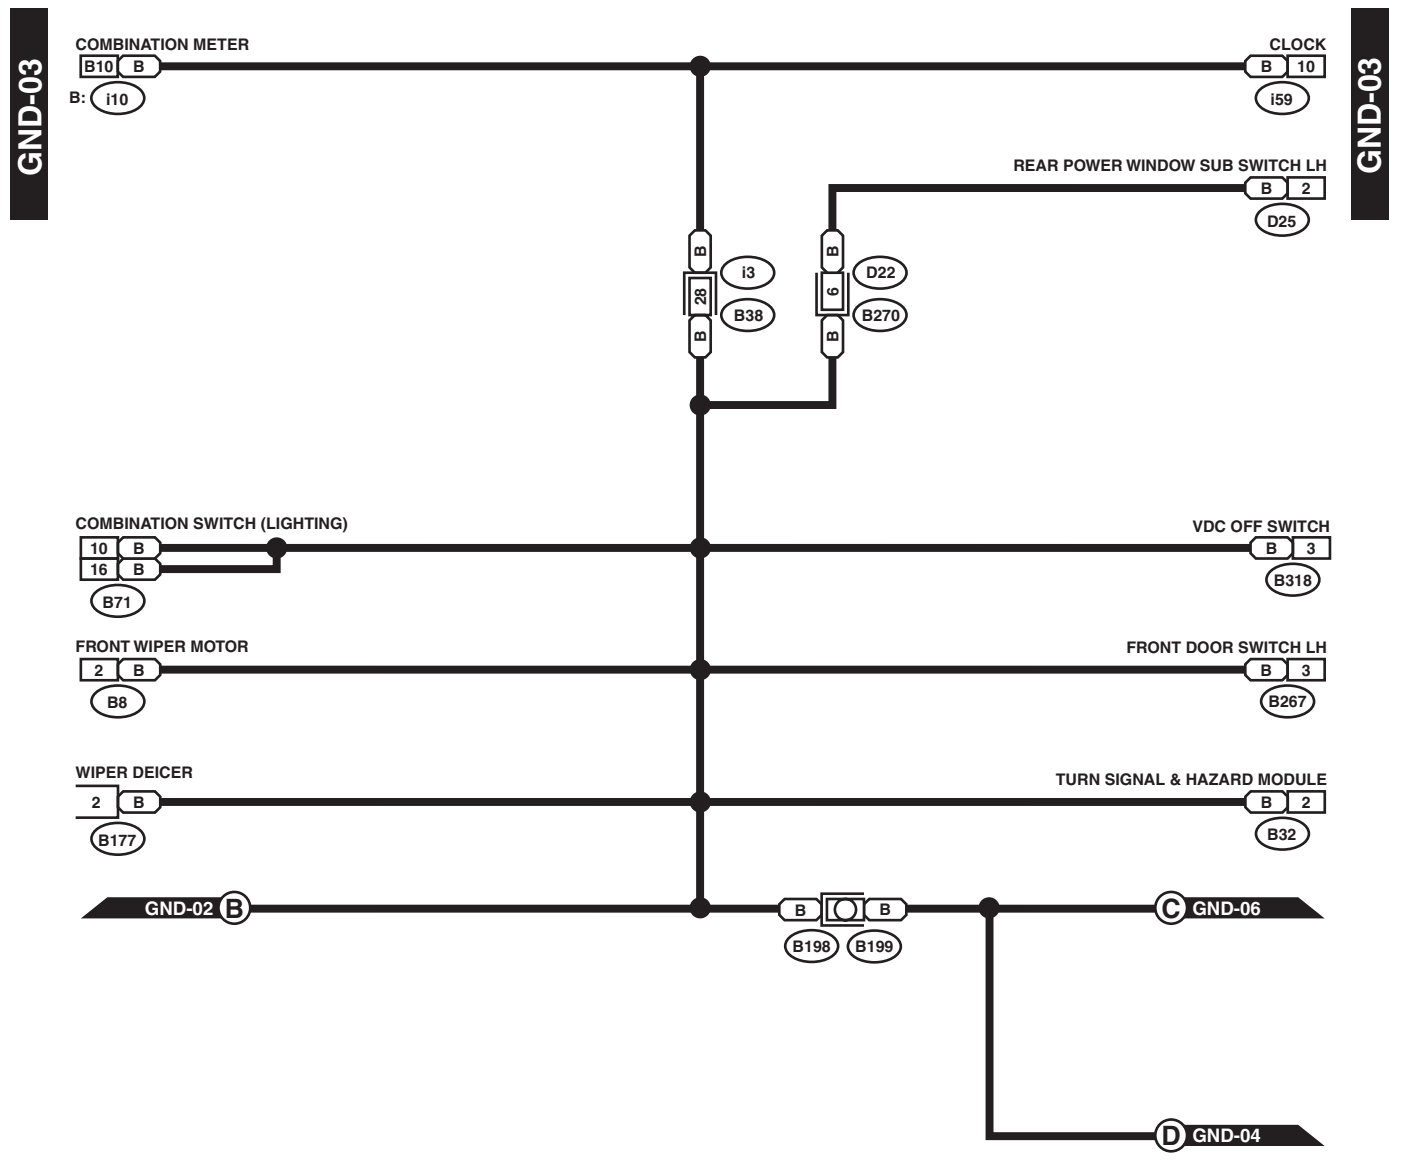 GND-03
GND-03
COMBINATION METER
B10 B
B: i10
CLOCK
B 10
i59
REAR POWER WINDOW SUB SWITCH LH
B 2
D25
B
28
B
i3
B38
B
6
B
D22
B270
COMBINATION SWITCH (LIGHTING)
10 B
16 B
B71
VDC OFF SWITCH
B 3
B318
FRONT WIPER MOTOR
2 B
B8
FRONT DOOR SWITCH LH
B 3
B267
WIPER DEICER
2 B
B177
TURN SIGNAL & HAZARD MODULE
B 2
B32
GND-02 B
B B
B198 B199
C GND-06
D GND-04